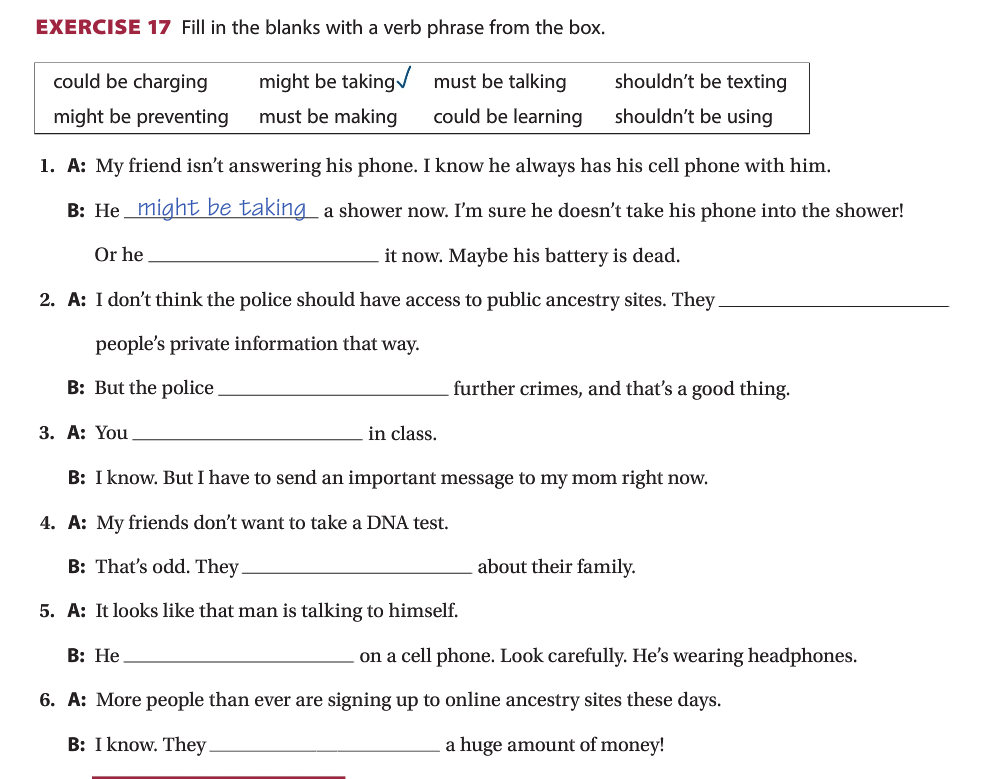 EXERCISE 17 Fill in the blanks with a verb phrase from the box.
could be charging might be taking✓ must be talking shouldn’t be texting
might be preventing must be making could be learning shouldn’t be using
1. A: My friend isn’t answering his phone. I know he always has his cell phone with him.
B: He might be taking a shower now. I’m sure he doesn’t take his phone into the shower!
Or he ____________ it now. Maybe his battery is dead.
2. A: I don’t think the police should have access to public ancestry sites. They ____________
people’s private information that way.
B: But the police ____________ further crimes, and that’s a good thing.
3. A: You ____________ in class.
B: I know. But I have to send an important message to my mom right now.
4. A: My friends don’t want to take a DNA test.
B: That’s odd. They ____________ about their family.
5. A: It looks like that man is talking to himself.
B: He ____________ on a cell phone. Look carefully. He’s wearing headphones.
6. A: More people than ever are signing up to online ancestry sites these days.
B: I know. They ____________ a huge amount of money!